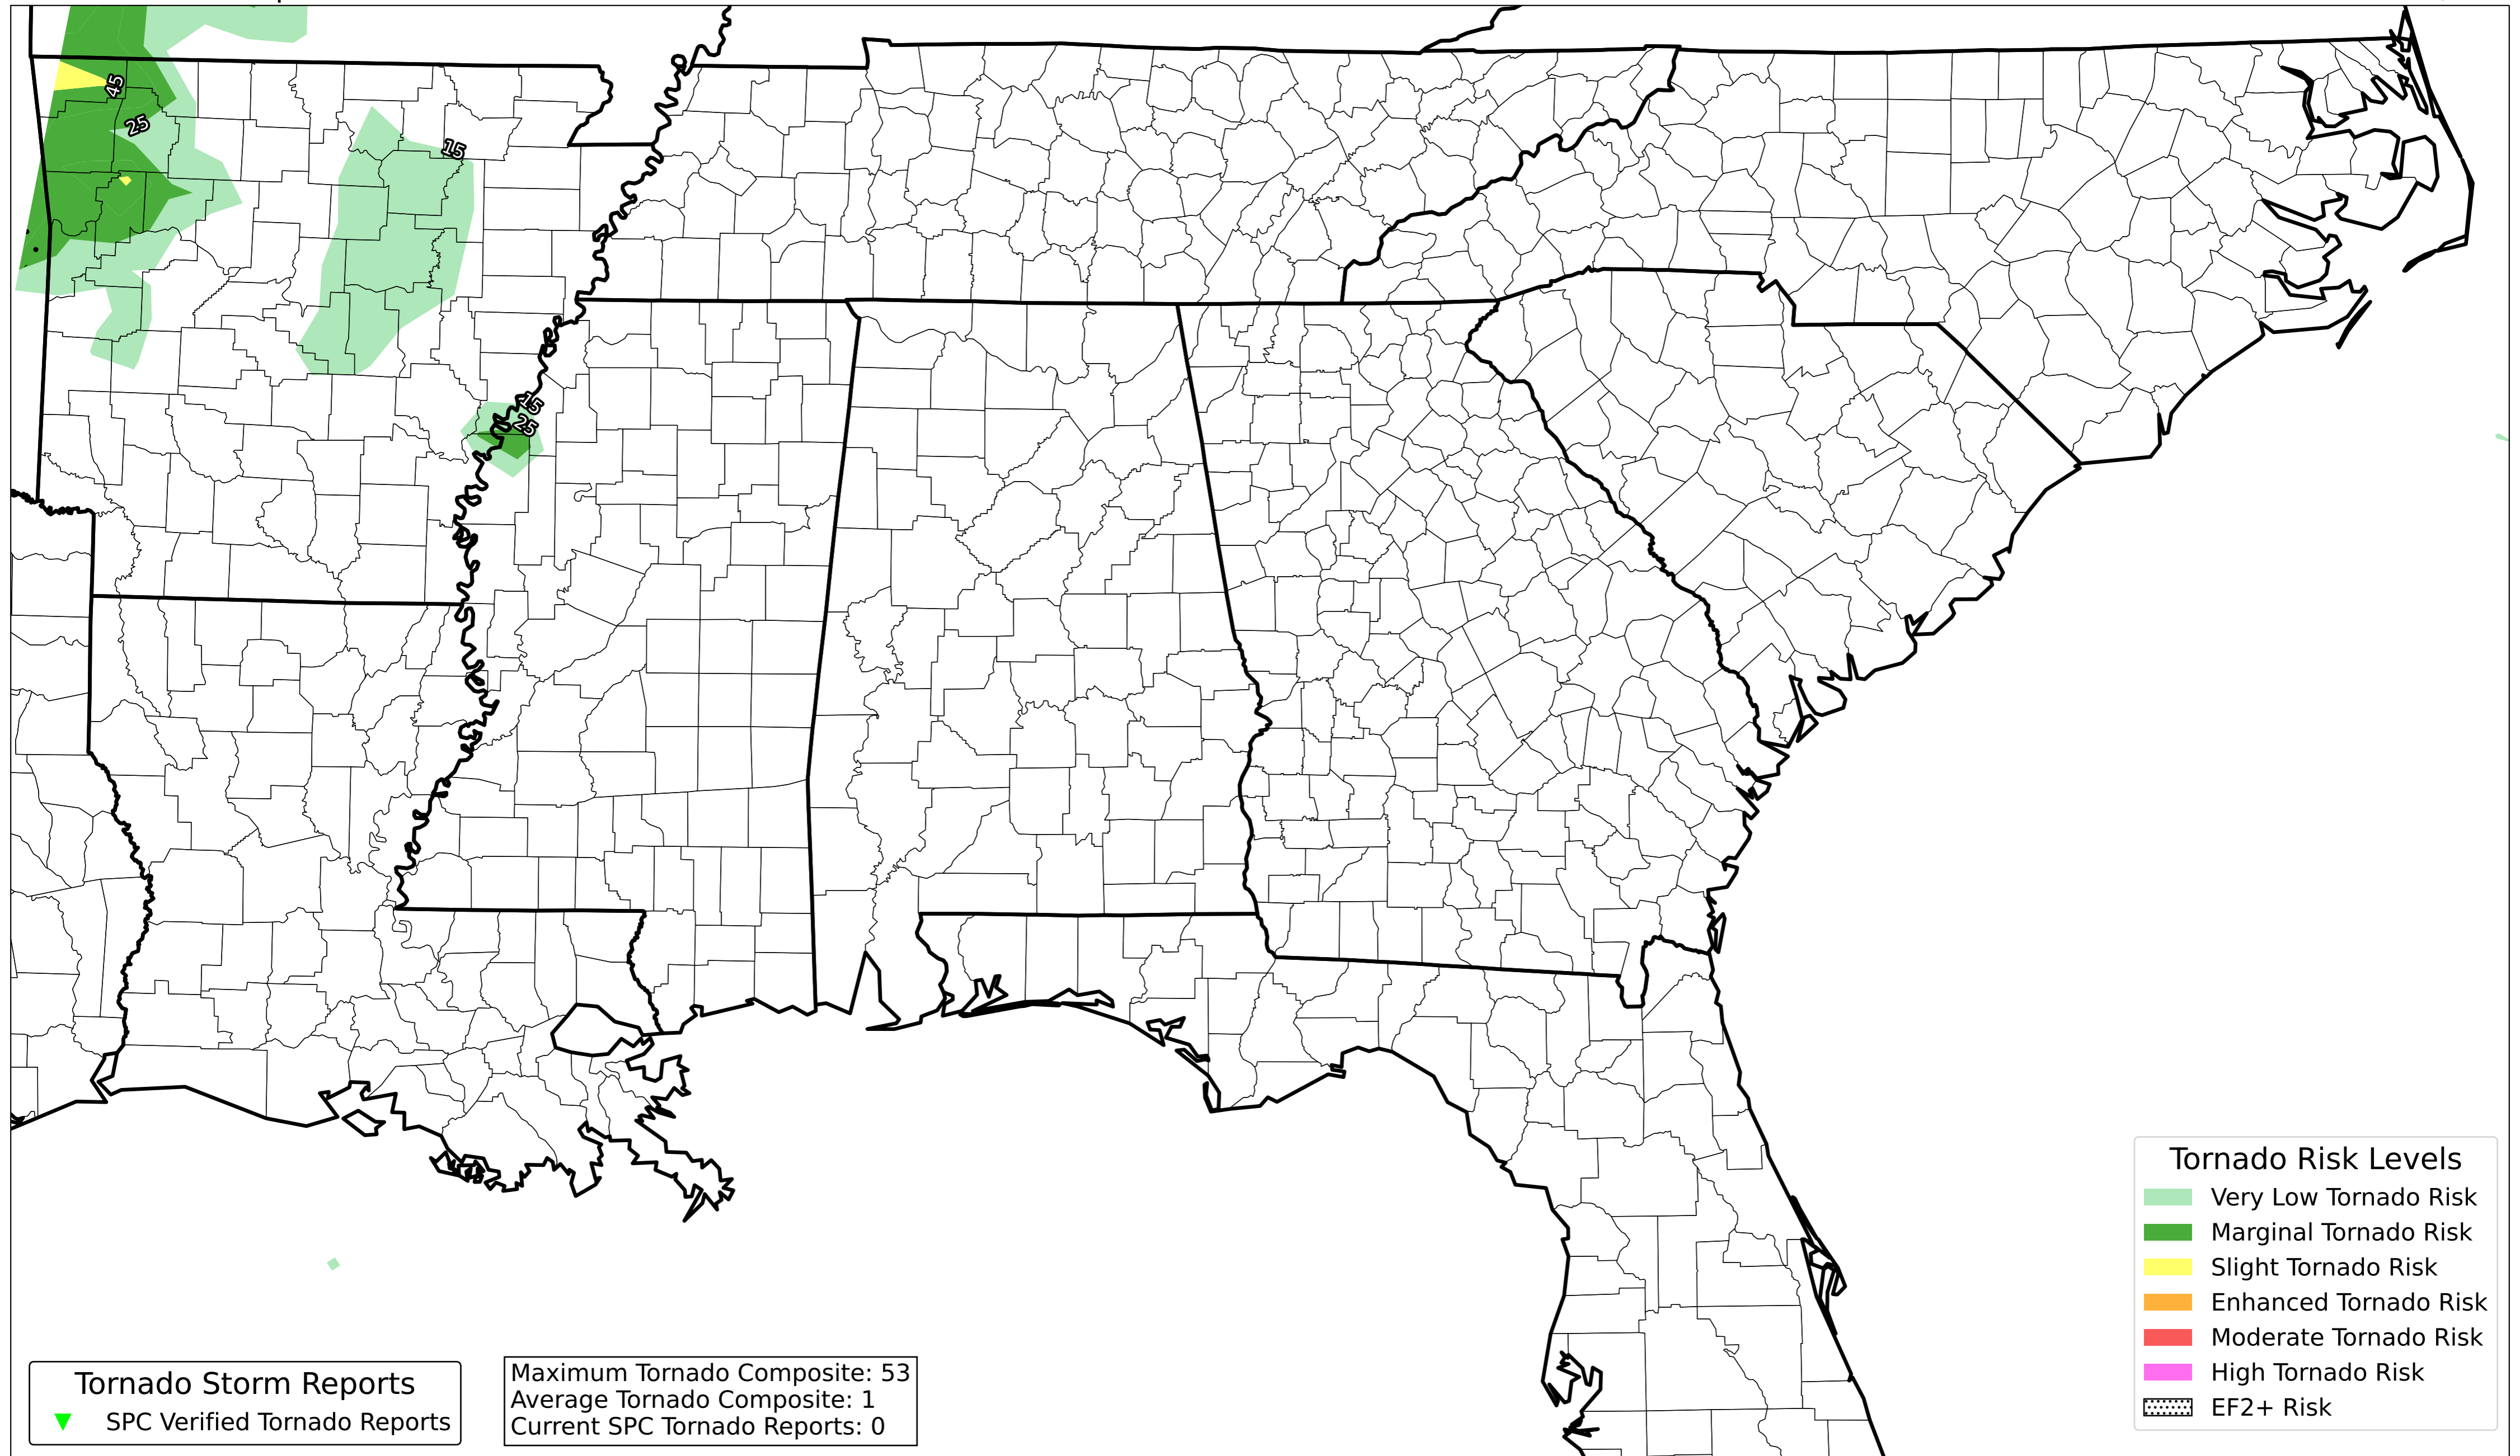 45
25
15
15
25
Tornado Risk Levels
Very Low Tornado Risk
Marginal Tornado Risk
Slight Tornado Risk
Enhanced Tornado Risk
Moderate Tornado Risk
High Tornado Risk
EF2+ Risk
Tornado Storm Reports
SPC Verified Tornado Reports
Maximum Tornado Composite: 53
Average Tornado Composite: 1
Current SPC Tornado Reports: 0